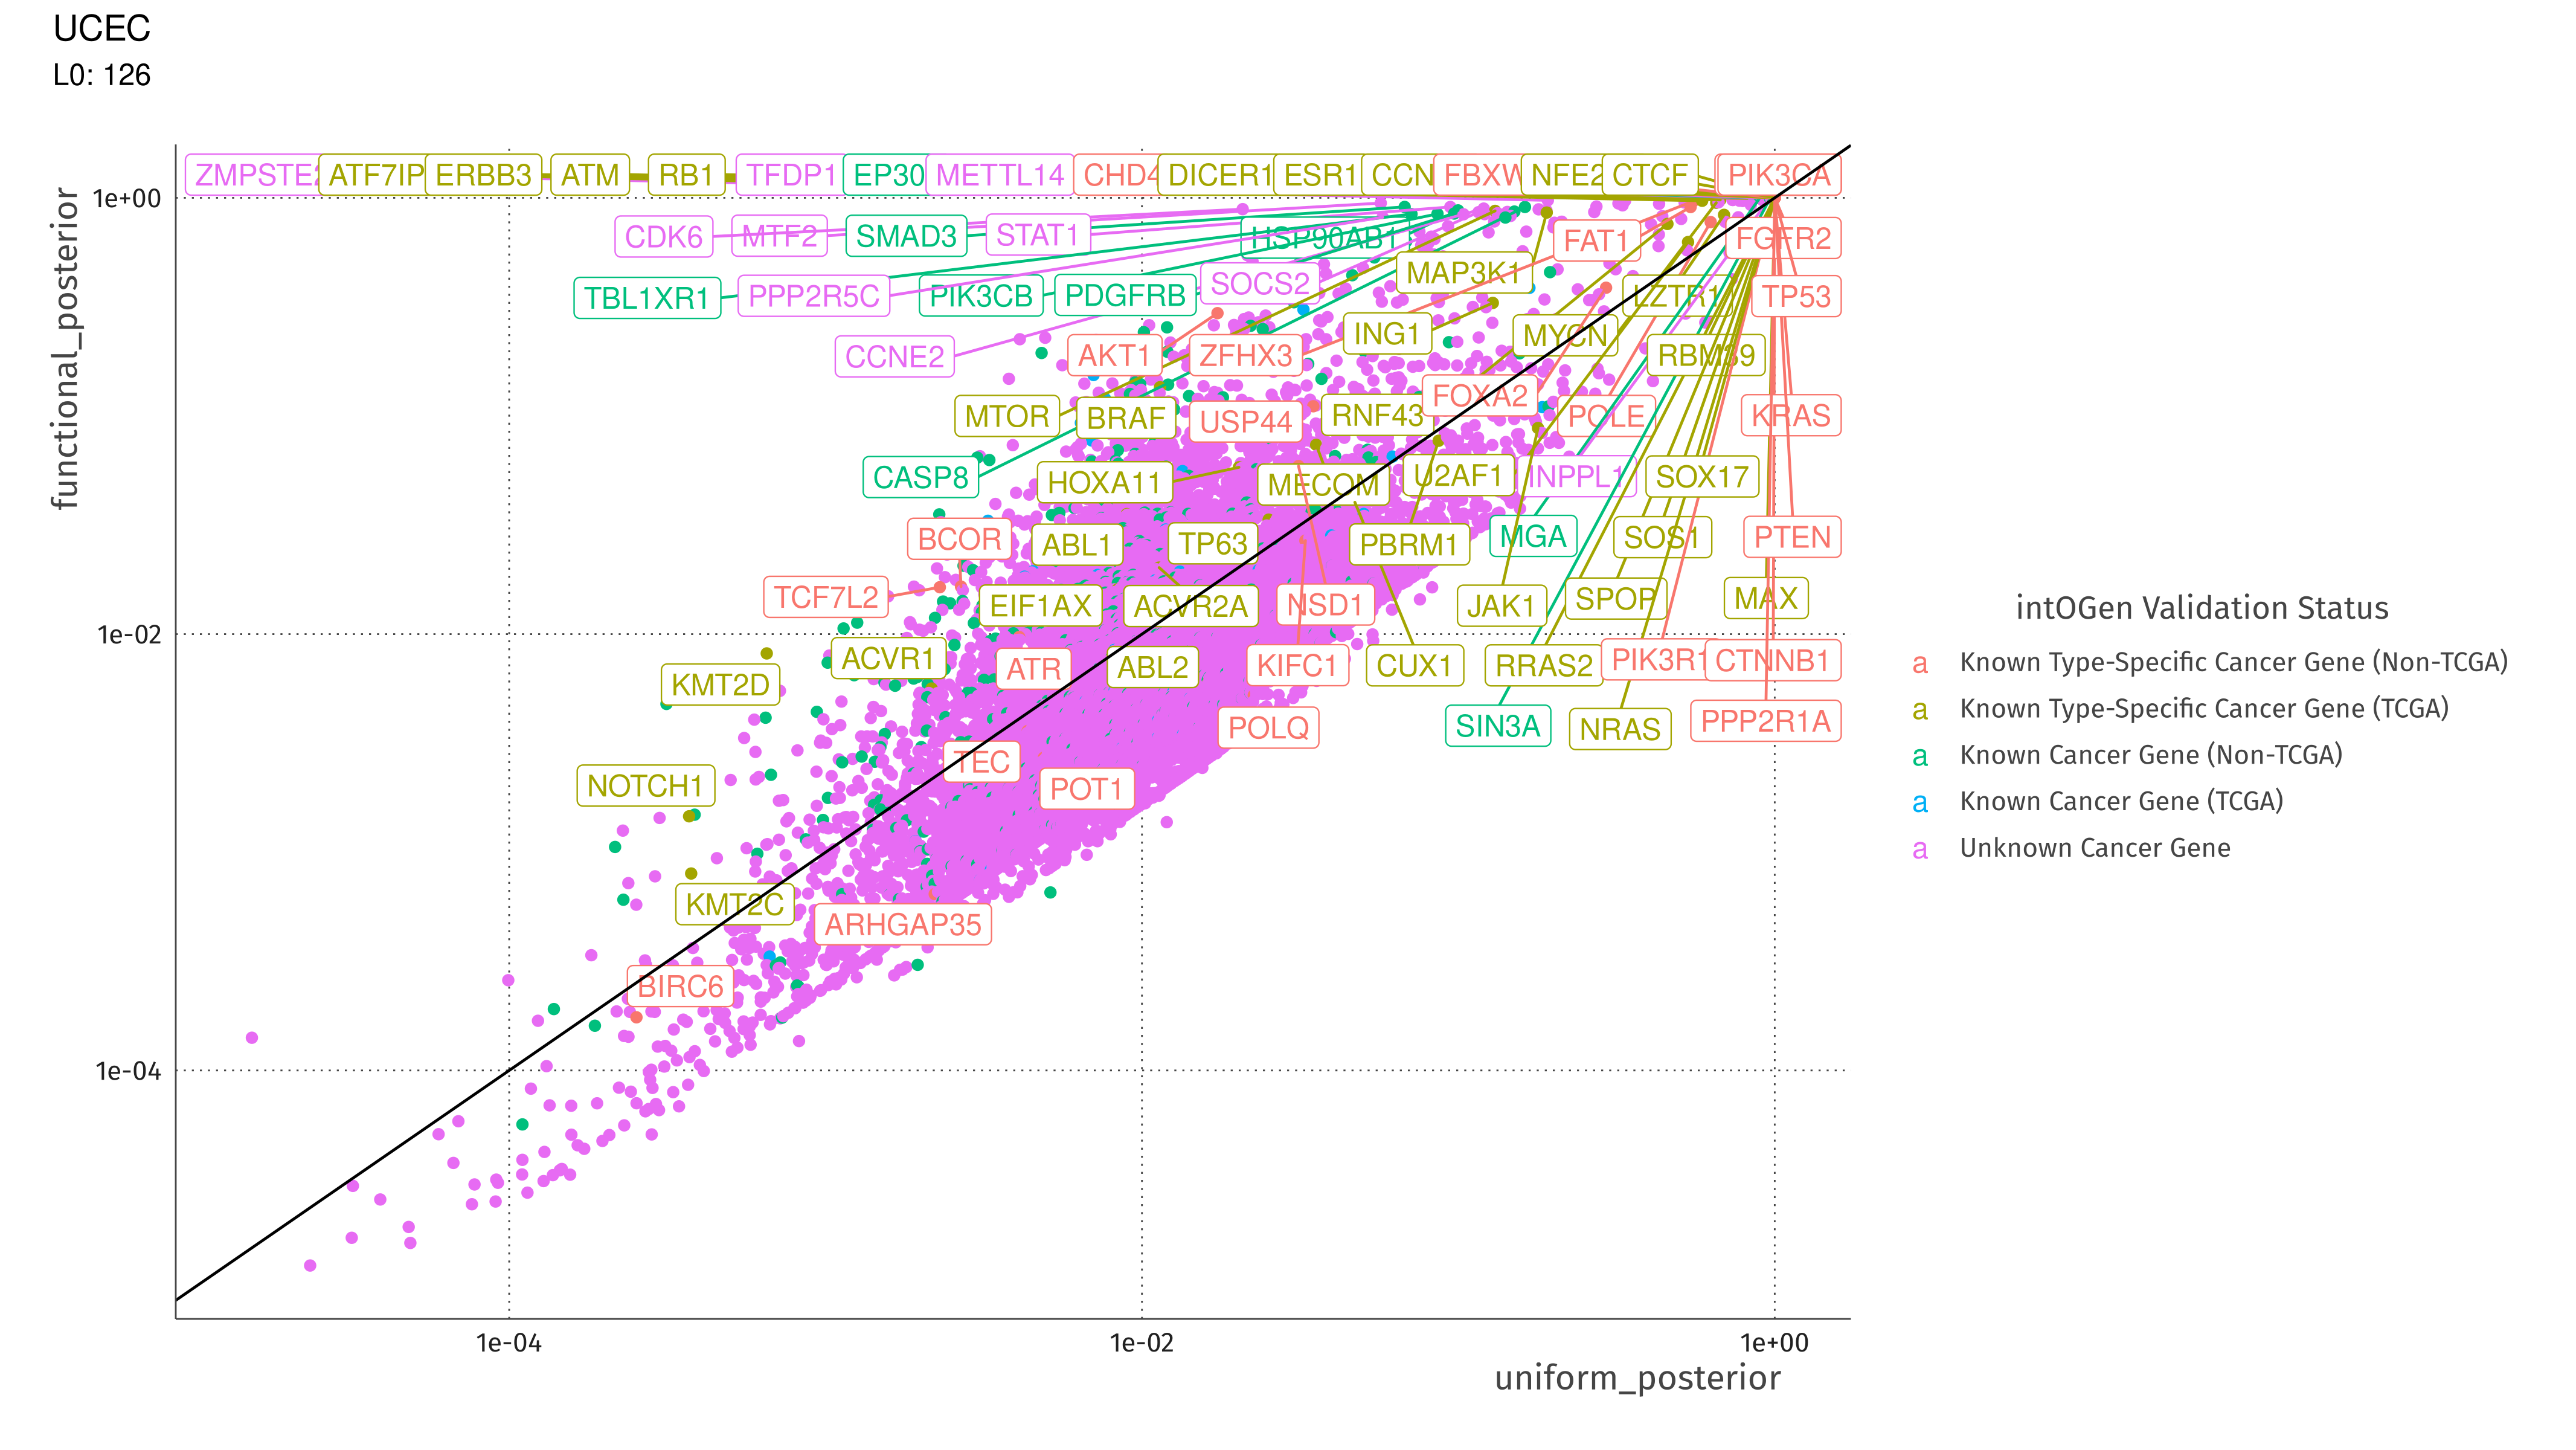 UCEC
L0: 126
ATF7IP
ERBB3
ATM
RB1
TFDP1
METTL14
DICER1
ESR1
CTCF
PIK3CA
1e+00
CDK6
MTF2
SMAD3
STAT1
HSP90AB1
FAT1
FGFR2
TBL1XR1
PPP2R5C
PIK3CB
PDGFRB
SOCS2
MAP3K1
LZTR1
TP53
CCNE2
AKT1
ZFHX3
ING1
MYCN
RBM39
MTOR
BRAF
USP44
RNF43
FOXA2
POLE
KRAS
CASP8
HOXA11
MECOM
U2AF1
INPPL1
SOX17
BCOR
ABL1
TP63
PBRM1
MGA
SOS1
PTEN
TCF7L2
EIF1AX
ACVR2A
NSD1
JAK1
SPOP
MAX
1e-02
ACVR1
ATR
ABL2
KIFC1
CUX1
RRAS2
PIK3R1
CTNNB1
KMT2D
POLQ
SIN3A
NRAS
PPP2R1A
TEC
NOTCH1
POT1
KMT2C
ARHGAP35
BIRC6
1e-04
functional_posterior
1e-04
1e-02
1e+00
uniform_posterior
intOGen Validation Status
a Known Type-Specific Cancer Gene (Non-TCGA)
a Known Type-Specific Cancer Gene (TCGA)
a Known Cancer Gene (Non-TCGA)
a Known Cancer Gene (TCGA)
a Unknown Cancer Gene